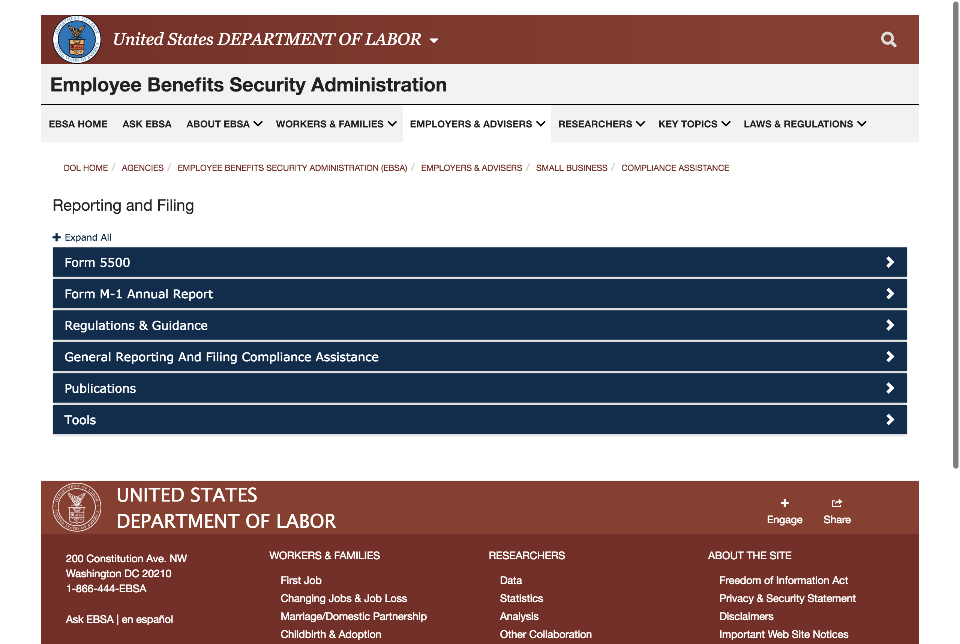 United States DEPARTMENT OF LABOR
Employee Benefits Security Administration
EBSA HOME ASK EBSA ABOUT EBSA WORKERS & FAMILIES EMPLOYERS & ADVISERS RESEARCHERS KEY TOPICS LAWS & REGULATIONS
DOL HOME / AGENCIES / EMPLOYEE BENEFITS SECURITY ADMINISTRATION (EBSA) / EMPLOYERS & ADVISERS / SMALL BUSINESS / COMPLIANCE ASSISTANCE
Reporting and Filing
Expand All
Form 5500
Form M-1 Annual Report
Regulations & Guidance
General Reporting And Filing Compliance Assistance
Publications
Tools
UNITED STATES
DEPARTMENT OF LABOR
Engage Share
200 Constitution Ave. NW
Washington DC 20210
1-866-444-EBSA
Ask EBSA | en español
WORKERS & FAMILIES
First Job
Changing Jobs & Job Loss
Marriage/Domestic Partnership
Childbirth & Adoption
RESEARCHERS
Data
Statistics
Analysis
Other Collaboration
ABOUT THE SITE
Freedom of Information Act
Privacy & Security Statement
Disclaimers
Important Web Site Notices